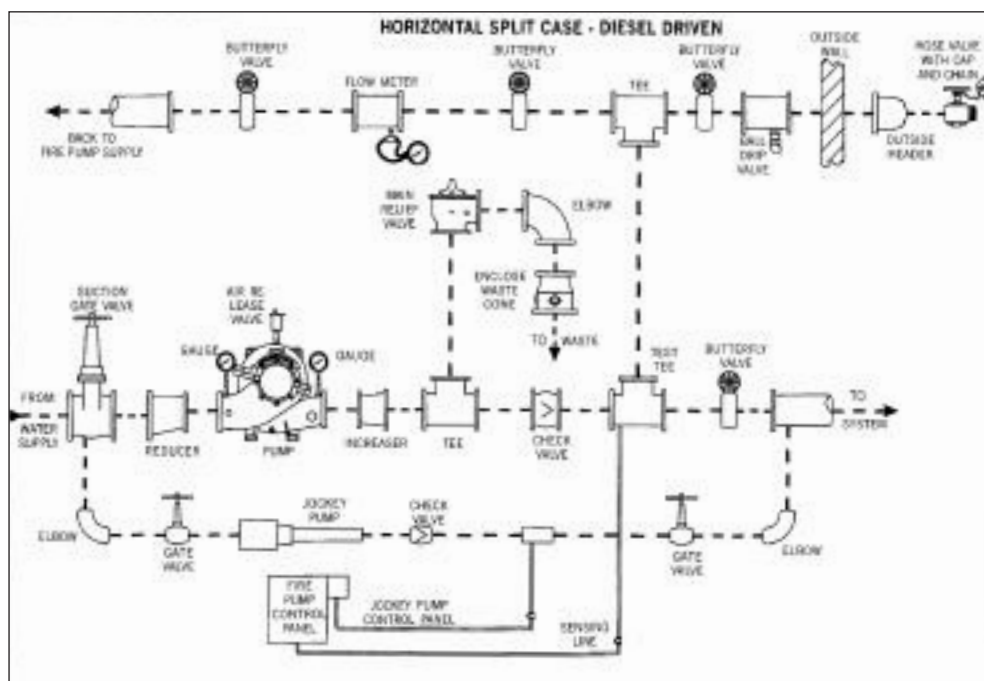 HORIZONTAL SPLIT CASE - DIESEL DRIVEN
BUTTERFLY
VALVE
FLOW METER
BUTTERFLY
VALVE
TEE
BUTTERFLY
VALVE
OUTSIDE
WALL
HOSE VALVE
WITH CAP
AND CHAIN
BACK TO
FIRE PUMP SUPPLY
BALL
DRIP
VALVE
OUTSIDE
HEADER
MAIN
RELIEF
VALVE
ELBOW
ENCLOSE
WASTE
CONE
TO WASTE
SUCTION
GATE VALVE
AIR RE
LEASE
VALVE
GAUGE
GAUGE
TEST
TEE
BUTTERFLY
VALVE
FROM
WATER
SUPPLY
REDUCER
PUMP
INCREASER
TEE
CHECK
VALVE
TO
SYSTEM
ELBOW
GATE
VALVE
JOCKEY
PUMP
CHECK
VALVE
GATE
VALVE
ELBOW
FIRE
PUMP
CONTROL
PANEL
JOCKEY PUMP
CONTROL PANEL
SENSING
LINE